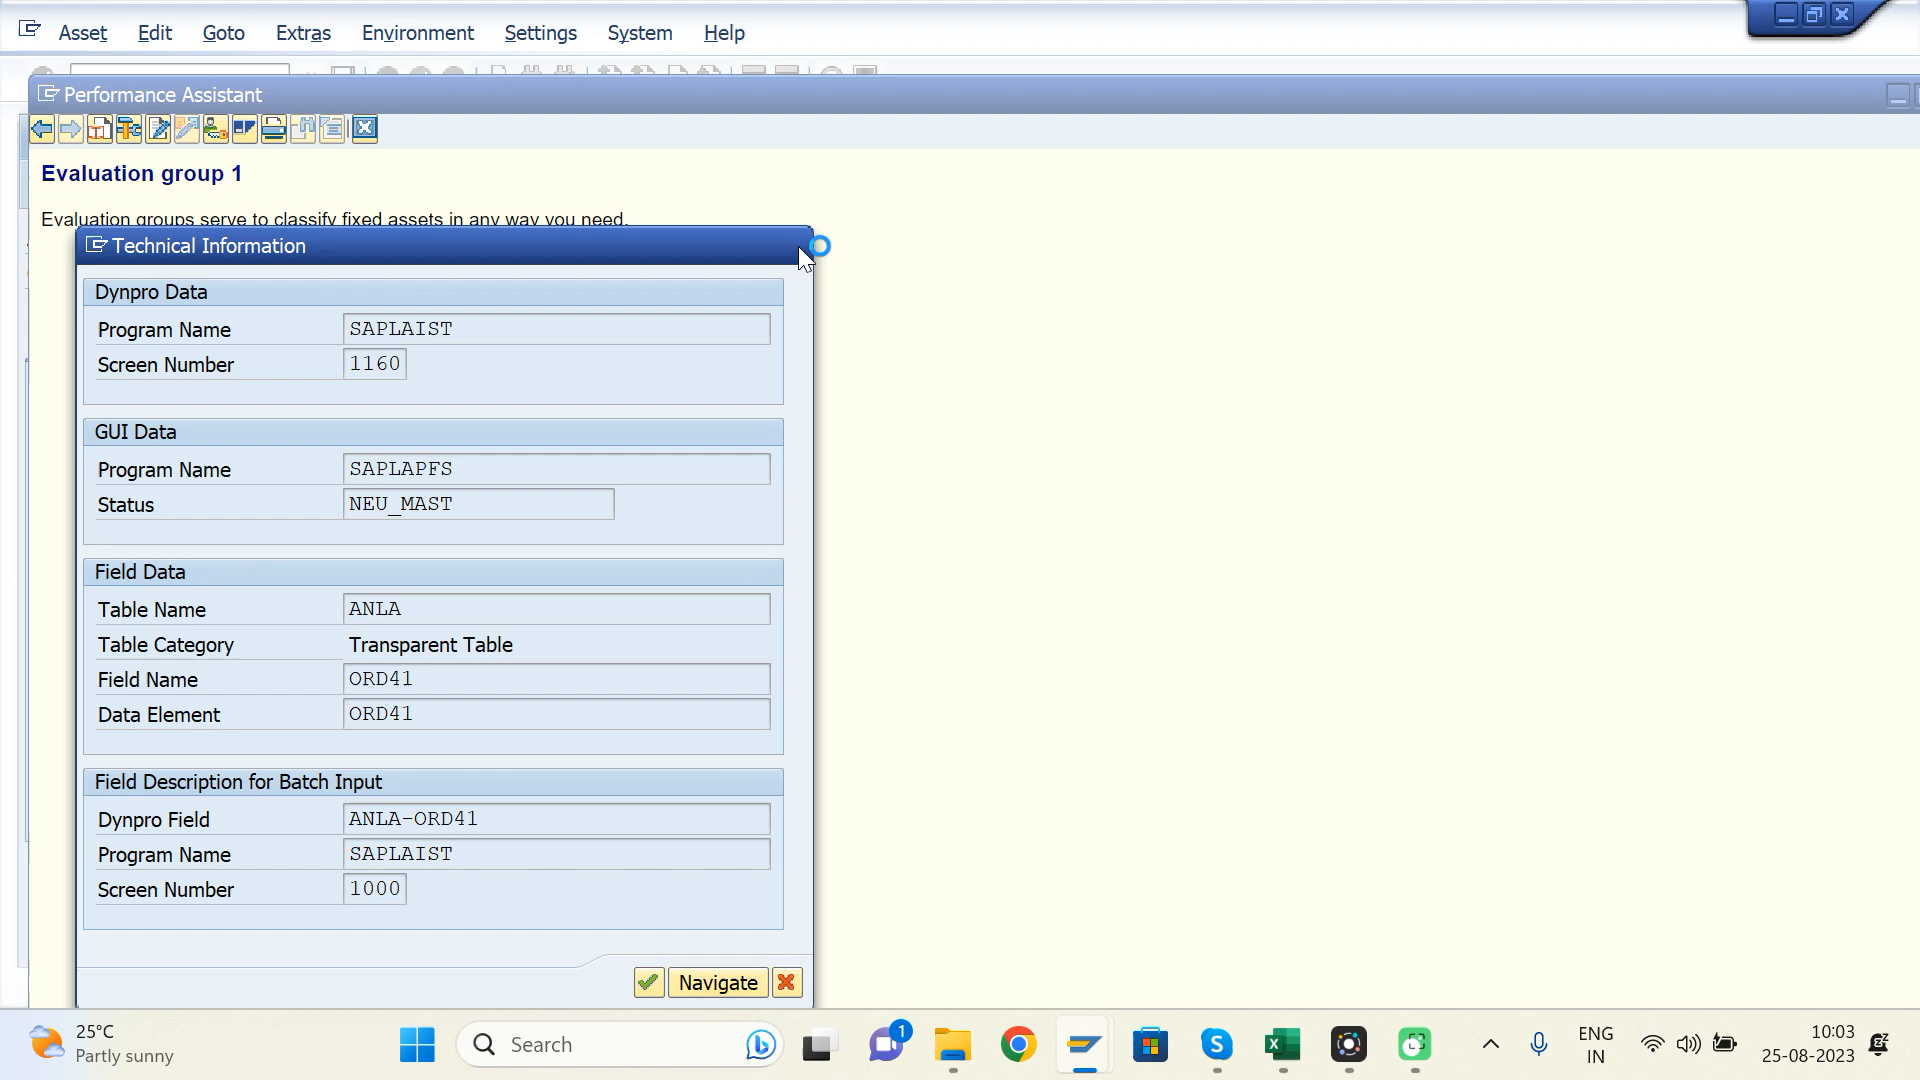 Asset Edit Goto Extras Environment Settings System Help
Performance Assistant
Evaluation group 1
Evaluation groups serve to classify fixed assets in any way you need.
Technical Information
Dynpro Data
Program Name SAPLAIST
Screen Number 1160
GUI Data
Program Name SAPLAPFS
Status NEU_MAST
Field Data
Table Name ANLA
Table Category Transparent Table
Field Name ORD41
Data Element ORD41
Field Description for Batch Input
Dynpro Field ANLA-ORD41
Program Name SAPLAIST
Screen Number 1000
Navigate
25°C
Partly sunny
Search
1
ENG
IN
10:03
25-08-2023